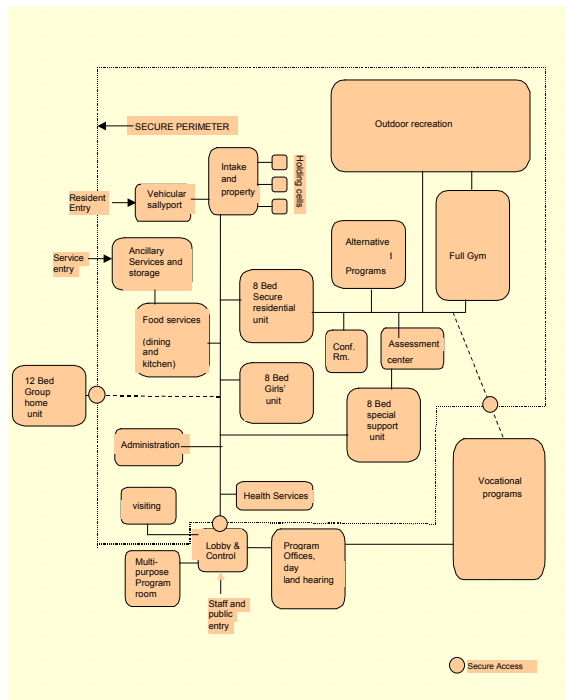 Outdoor recreation
SECURE PERIMETER
Intake
and
property
Holding cells
Resident
Entry
Vehicular
sallyport
Alternative
l
Programs
Full Gym
Service
entry
Ancillary
Services and
storage
8 Bed
Secure
residential
unit
Food services
(dining
and
kitchen)
Conf.
Rm.
Assessment
center
12 Bed
Group
home
unit
8 Bed
Girls'
unit
8 Bed
special
support
unit
Administration
Vocational
programs
visiting
Health Services
Lobby &
Control
Program
Offices,
day
land hearing
Multi-
purpose
Program
room
Staff and
public
entry
Secure Access